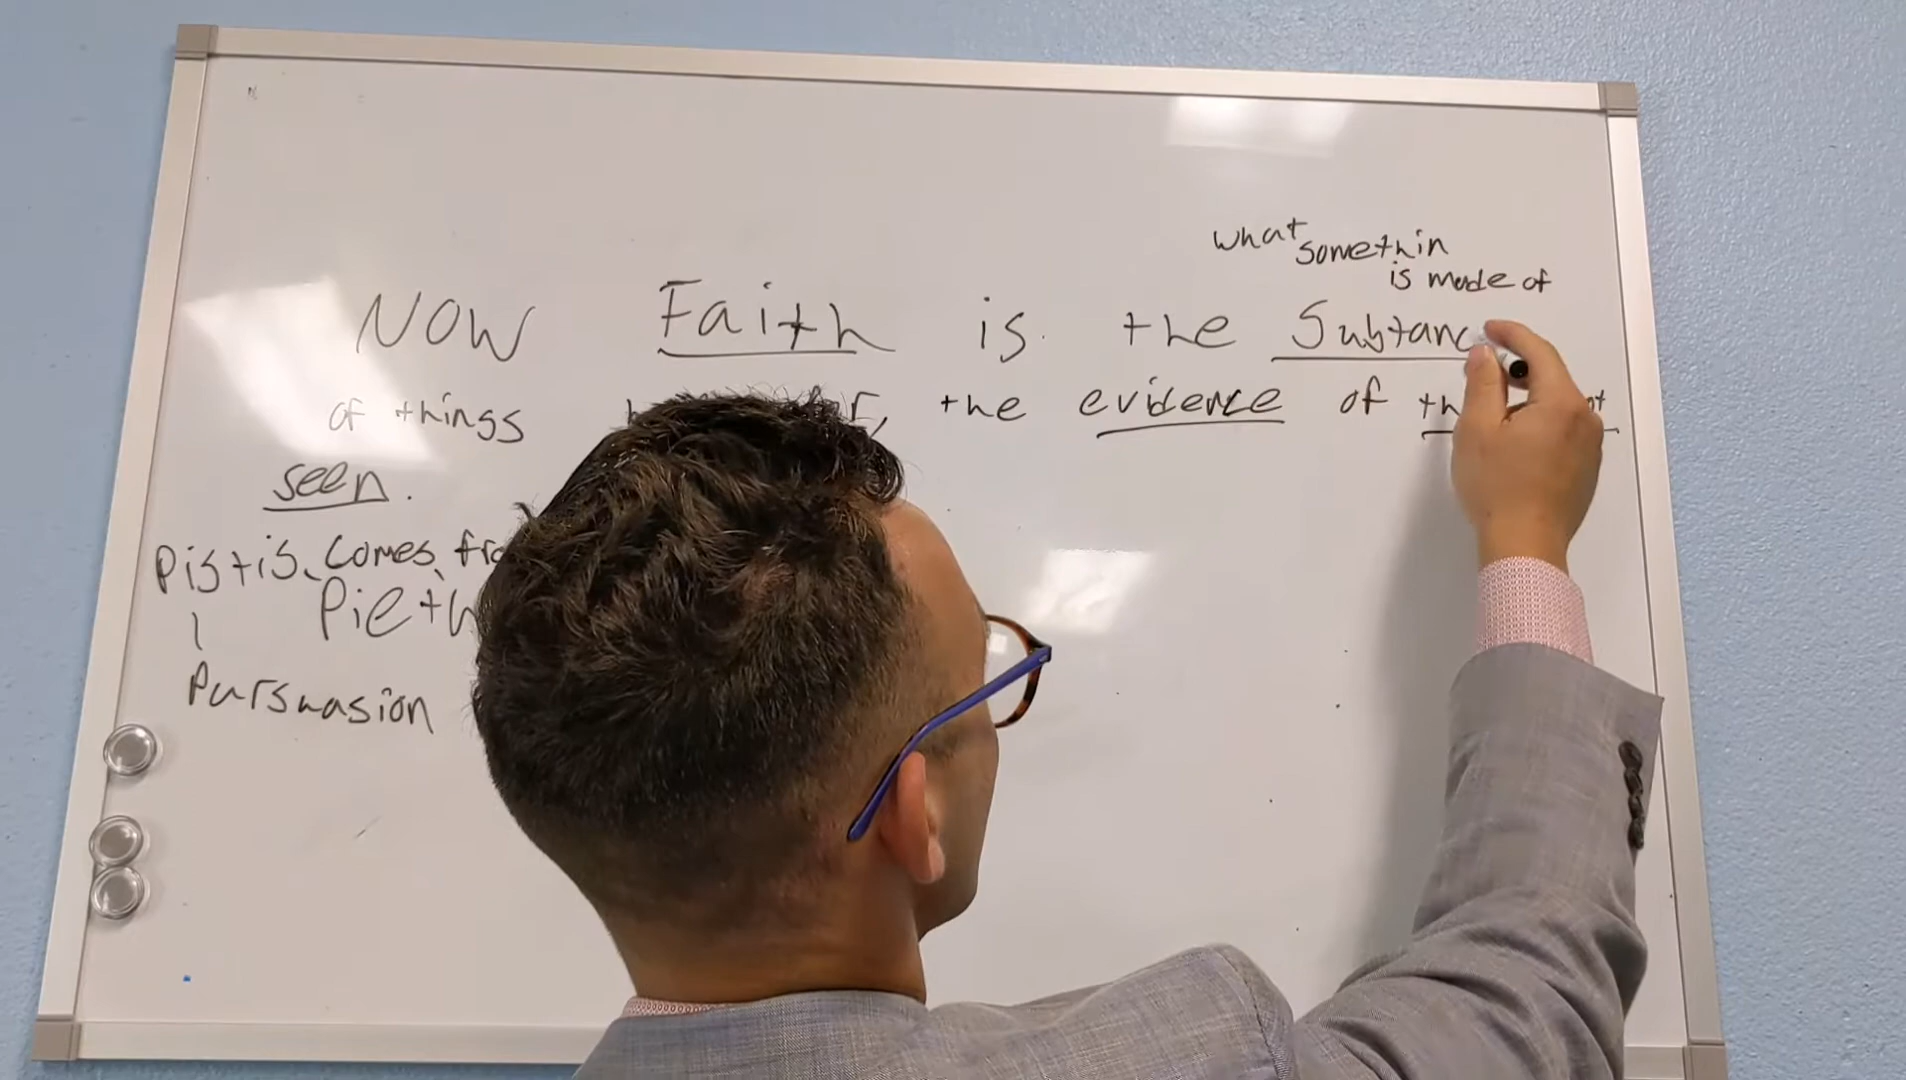 what
somethin
is made of
NOW Faith is the Subtanc
of things the evidence of
seen.
Pistis comes
Pieth
Pursuasion